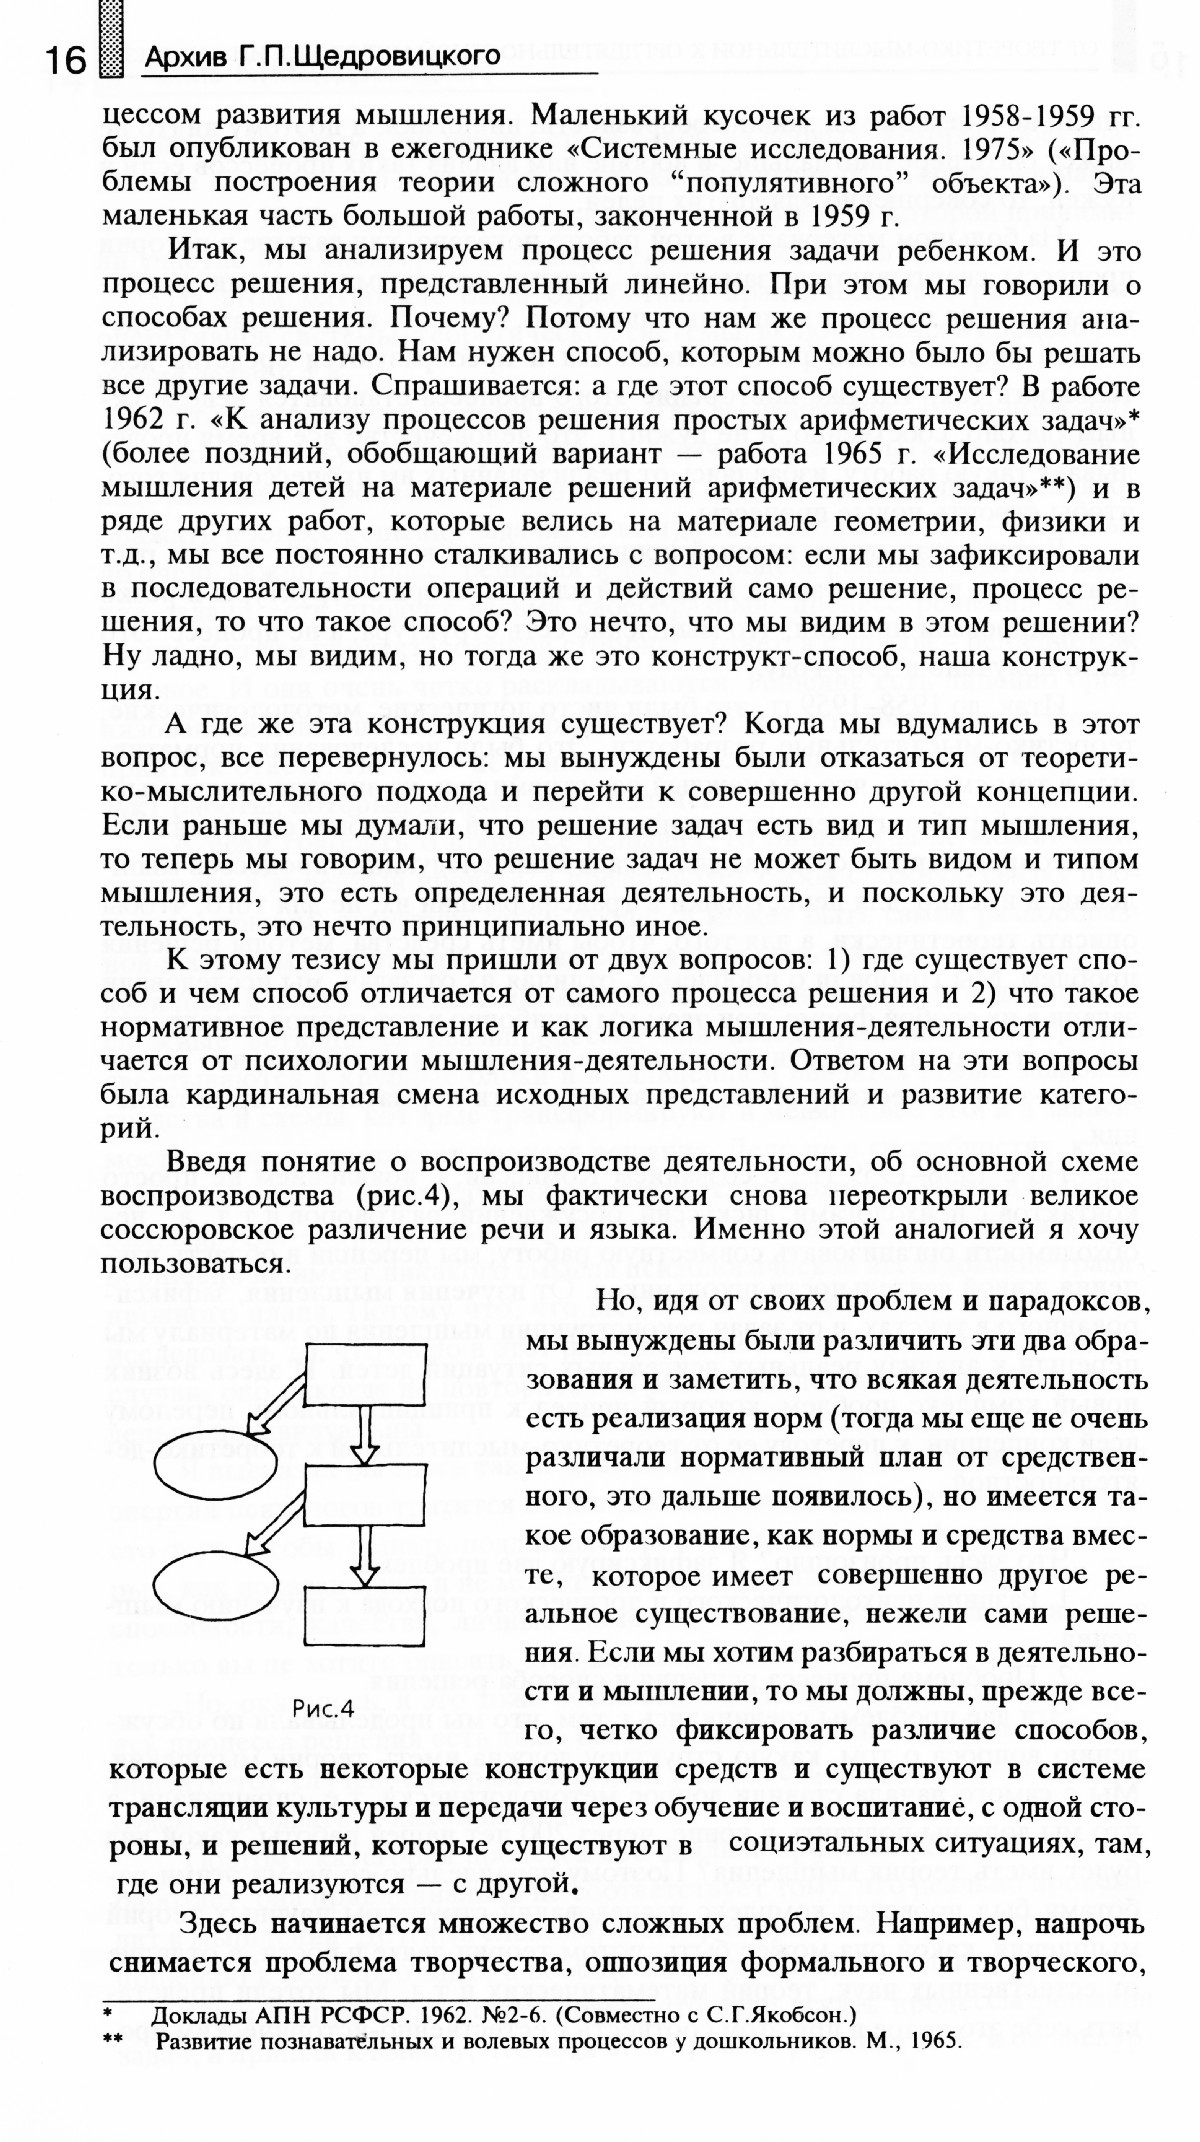 16 Архив Г.П.Щедровицкого
цессом развития мышления. Маленький кусочек из работ 1958-1959 гг.
был опубликован в ежегоднике «Системные исследования. 1975» («Про-
блемы построения теории сложного “популятивного” объекта»). Эта
маленькая часть большой работы, законченной в 1959 г.
Итак, мы анализируем процесс решения задачи ребенком. И это
процесс решения, представленный линейно. При этом мы говорили о
способах решения. Почему? Потому что нам же процесс решения ана-
лизировать не надо. Нам нужен способ, которым можно было бы решать
все другие задачи. Спрашивается: а где этот способ существует? В работе
1962 г. «К анализу процессов решения простых арифметических задач»*
(более поздний, обобщающий вариант — работа 1965 г. «Исследование
мышления детей на материале решений арифметических задач»**) и в
ряде других работ, которые велись на материале геометрии, физики и
т.д., мы все постоянно сталкивались с вопросом: если мы зафиксировали
в последовательности операций и действий само решение, процесс ре-
шения, то что такое способ? Это нечто, что мы видим в этом решении?
Ну ладно, мы видим, но тогда же это конструкт-способ, наша конструк-
ция.
А где же эта конструкция существует? Когда мы вдумались в этот
вопрос, все перевернулось: мы вынуждены были отказаться от теорети-
ко-мыслительного подхода и перейти к совершенно другой концепции.
Если раньше мы думали, что решение задач есть вид и тип мышления,
то теперь мы говорим, что решение задач не может быть видом и типом
мышления, это есть определенная деятельность, и поскольку это дея-
тельность, это нечто принципиально иное.
К этому тезису мы пришли от двух вопросов: 1) где существует спо-
соб и чем способ отличается от самого процесса решения и 2) что такое
нормативное представление и как логика мышления-деятельности отли-
чается от психологии мышления-деятельности. Ответом на эти вопросы
была кардинальная смена исходных представлений и развитие катего-
рий.
Введя понятие о воспроизводстве деятельности, об основной схеме
воспроизводства (рис.4), мы фактически снова переоткрыли великое
соссюровское различение речи и языка. Именно этой аналогией я хочу
пользоваться.
Но, идя от своих проблем и парадоксов,
мы вынуждены были различить эти два обра-
зования и заметить, что всякая деятельность
есть реализация норм (тогда мы еще не очень
различали нормативный план от средствен-
ного, это дальше появилось), но имеется та-
кое образование, как нормы и средства вмес-
те, которое имеет совершенно другое ре-
альное существование, нежели сами реше-
ния. Если мы хотим разбираться в деятельно-
сти и мышлении, то мы должны, прежде все-
го, четко фиксировать различие способов,
которые есть некоторые конструкции средств и существуют в системе
трансляции культуры и передачи через обучение и воспитание, с одной сто-
роны, и решений, которые существуют в социэтальных ситуациях, там,
где они реализуются — с другой.
Рис.4
Здесь начинается множество сложных проблем. Например, напрочь
снимается проблема творчества, оппозиция формального и творческого,
* Доклады АПН РСФСР. 1962. №2-6. (Совместно с С.Г.Якобсон.)
** Развитие познавательных и волевых процессов у дошкольников. М., 1965.